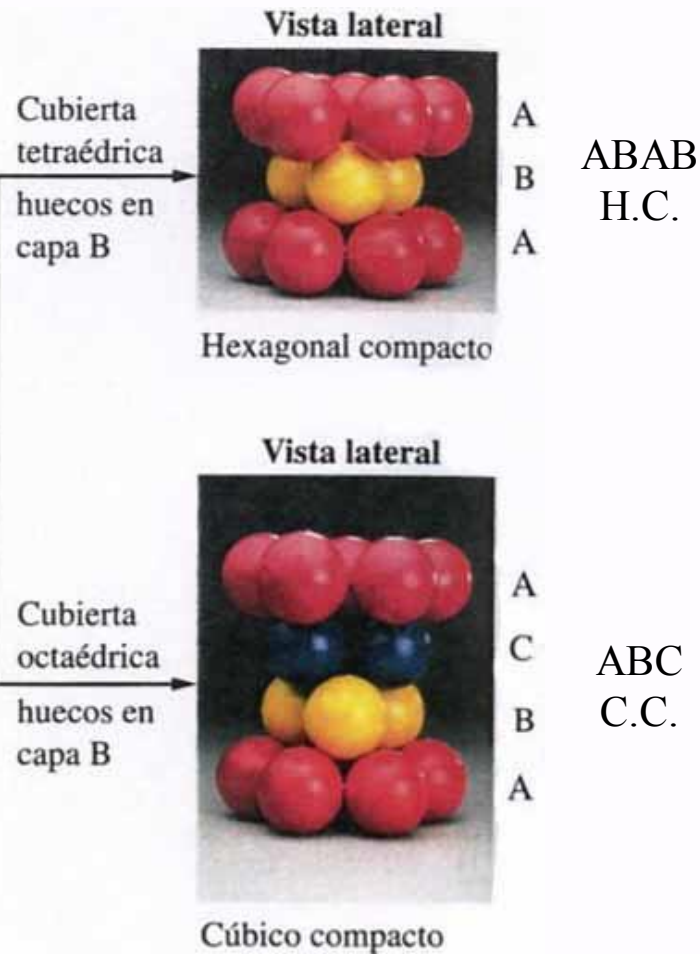 Vista lateral
Cubierta
tetraédrica
huecos en
capa B
A
B
A
ABAB
H.C.
Hexagonal compacto
Vista lateral
Cubierta
octaédrica
huecos en
capa B
A
C
B
A
ABC
C.C.
Cúbico compacto